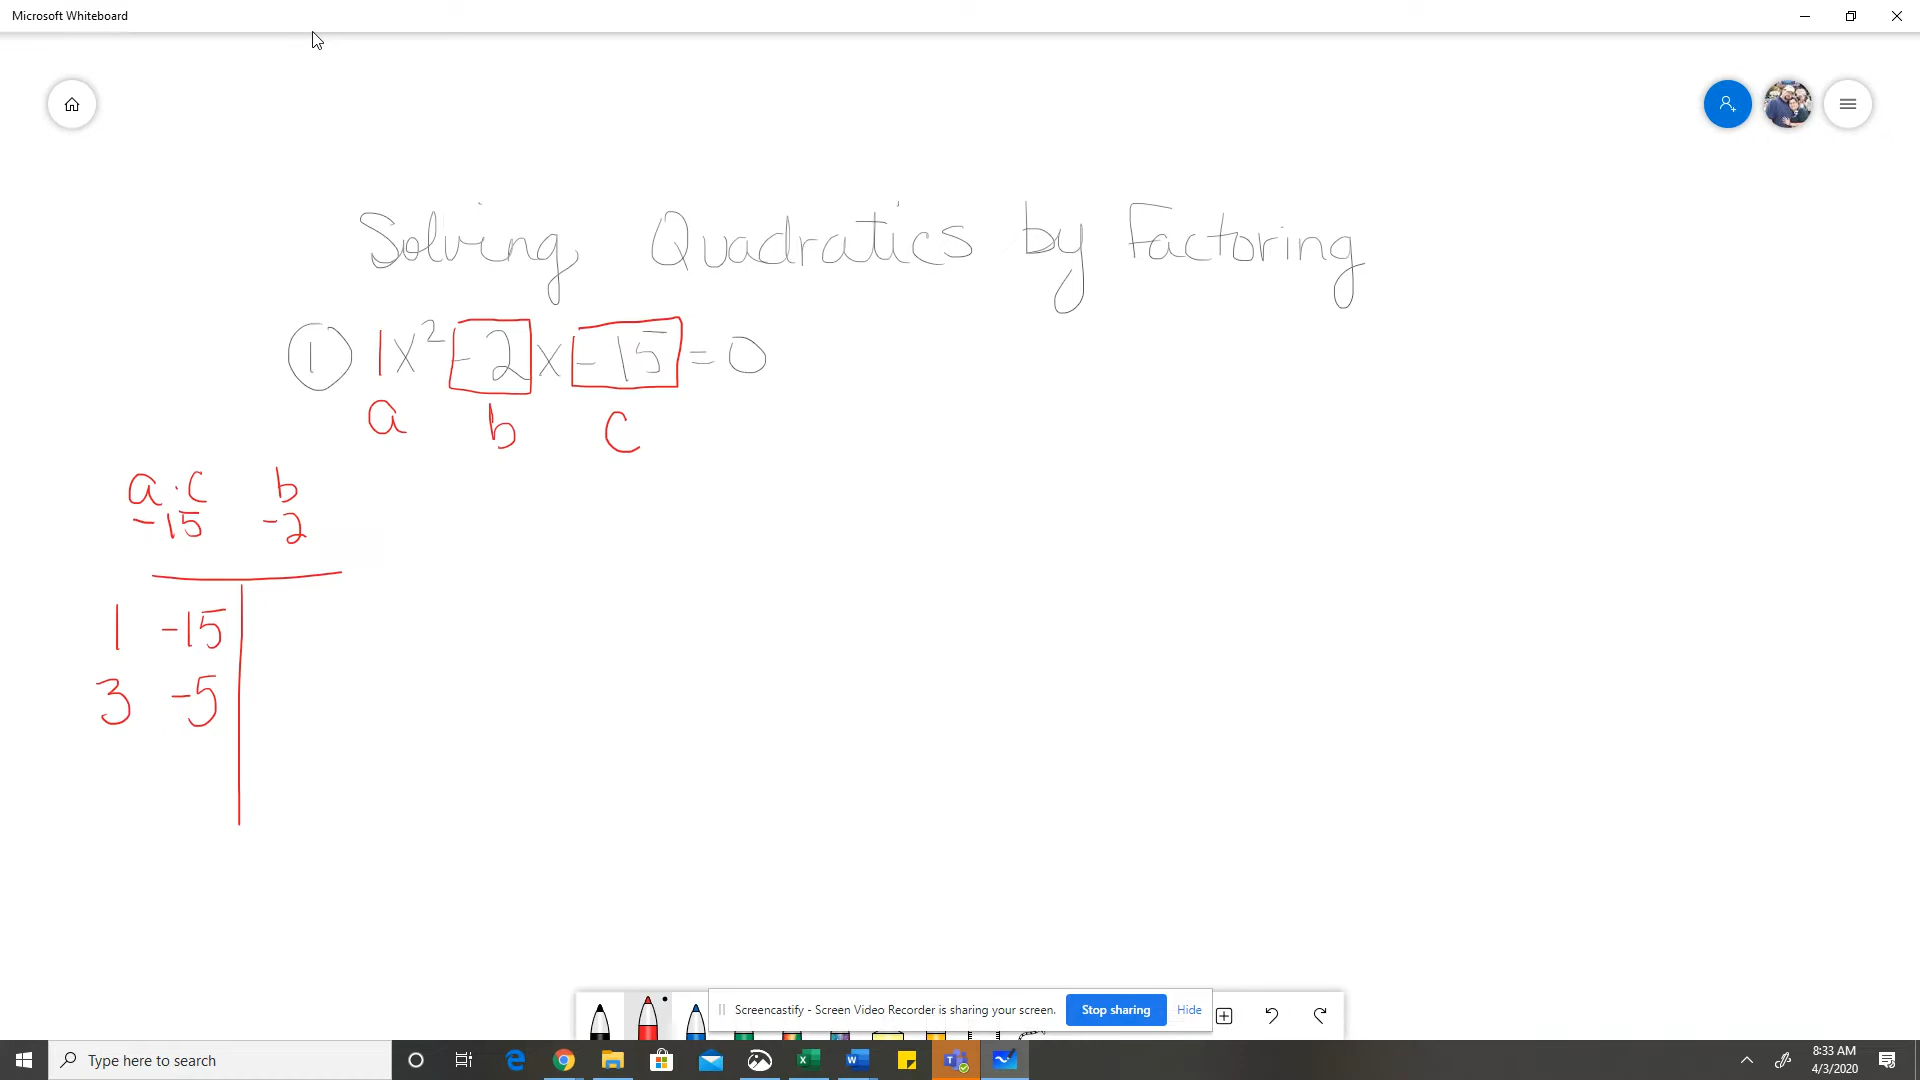 Microsoft Whiteboard
Solving Quadratics by Factoring
① 1x² -2x -15 = 0
a b c
a·c b
-15 -2
1 -15
3 -5
Screencastify - Screen Video Recorder is sharing your screen. Stop sharing Hide
Type here to search
8:33 AM
4/3/2020